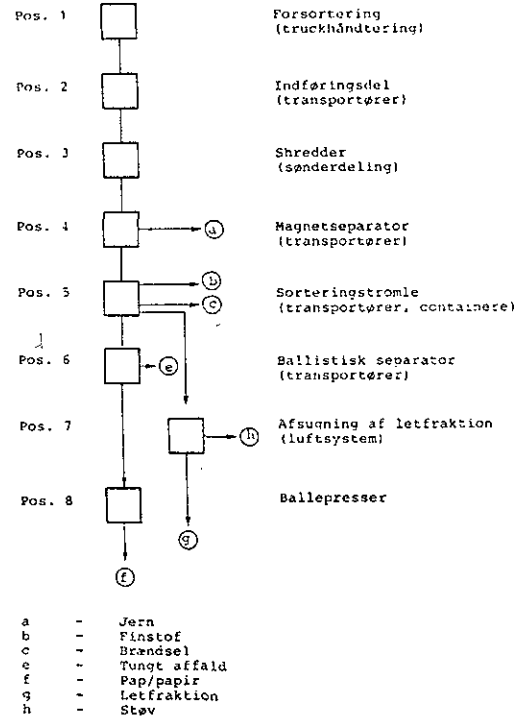 Pos. 1 Forsortering
(truckhåndtering)
Pos. 2 Indføringsdel
(transportører)
Pos. 3 Shredder
(sønderdeling)
Pos. 4 Magnetseparator
(transportører)
a
b
Pos. 5 Sorteringstromle
c
(transportører, containere)
Pos. 6 Ballistisk separator
e
(transportører)
Pos. 7 Afsugning af letfraktion
h
(luftsystem)
Pos. 8 Ballepresser
g
f
a - Jern
b - Finstof
c - Brændsel
e - Tungt affald
f - Pap/papir
g - Letfraktion
h - Støv